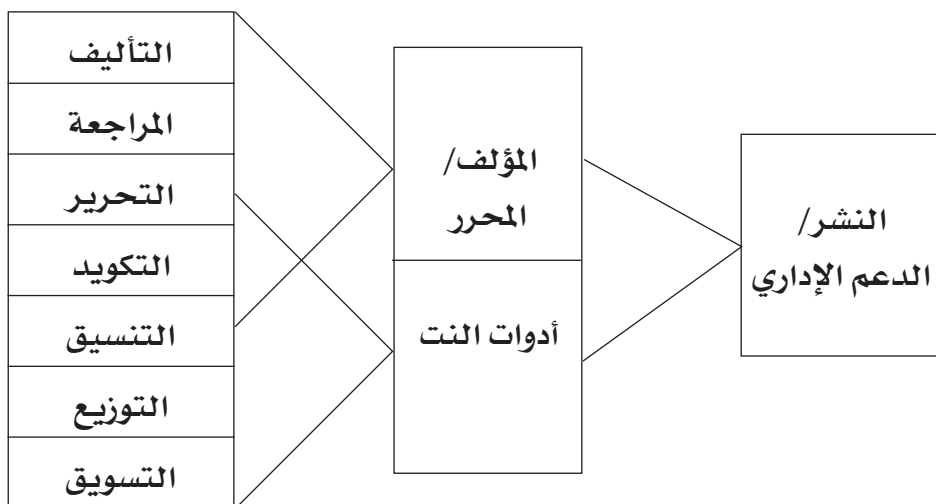 التأليف
المراجعة
التحرير
التكويد
التنسيق
التوزيع
التسويق
المؤلف/
المحرر
أدوات النت
النشر/
الدعم الإداري